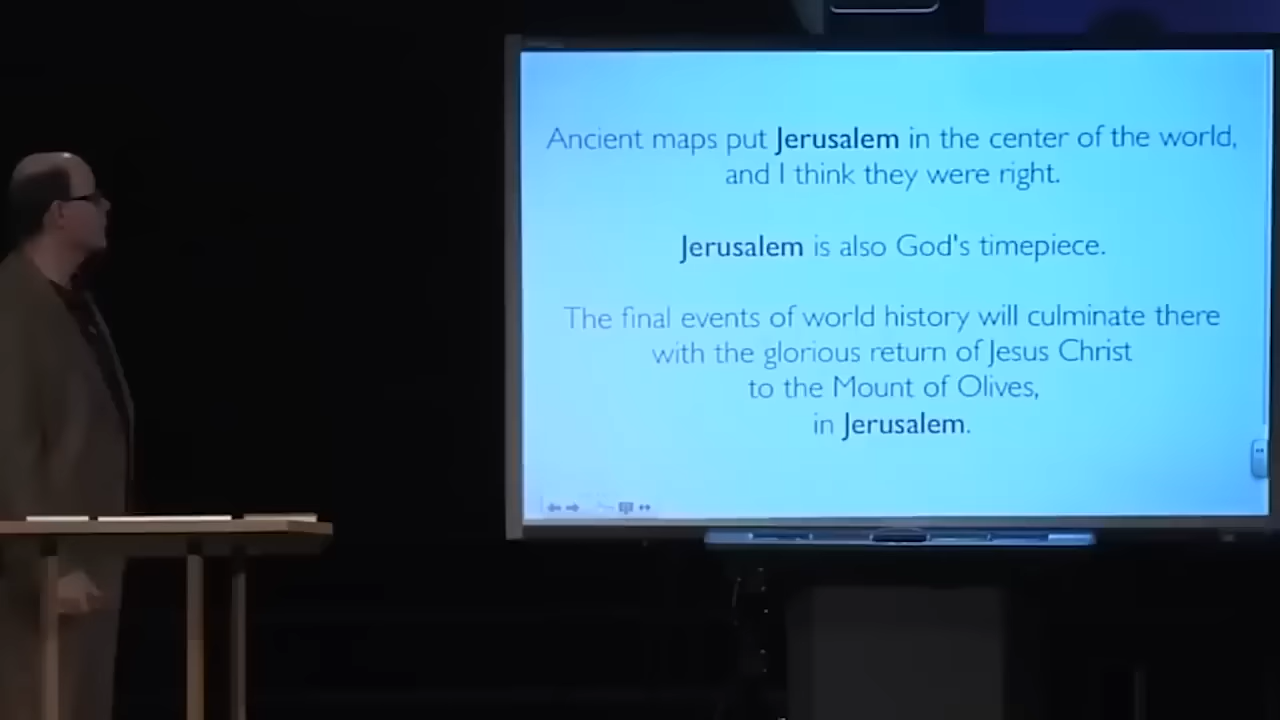 Ancient maps put Jerusalem in the center of the world,
and I think they were right.
Jerusalem is also God's timepiece.
The final events of world history will culminate there
with the glorious return of Jesus Christ
to the Mount of Olives,
in Jerusalem.